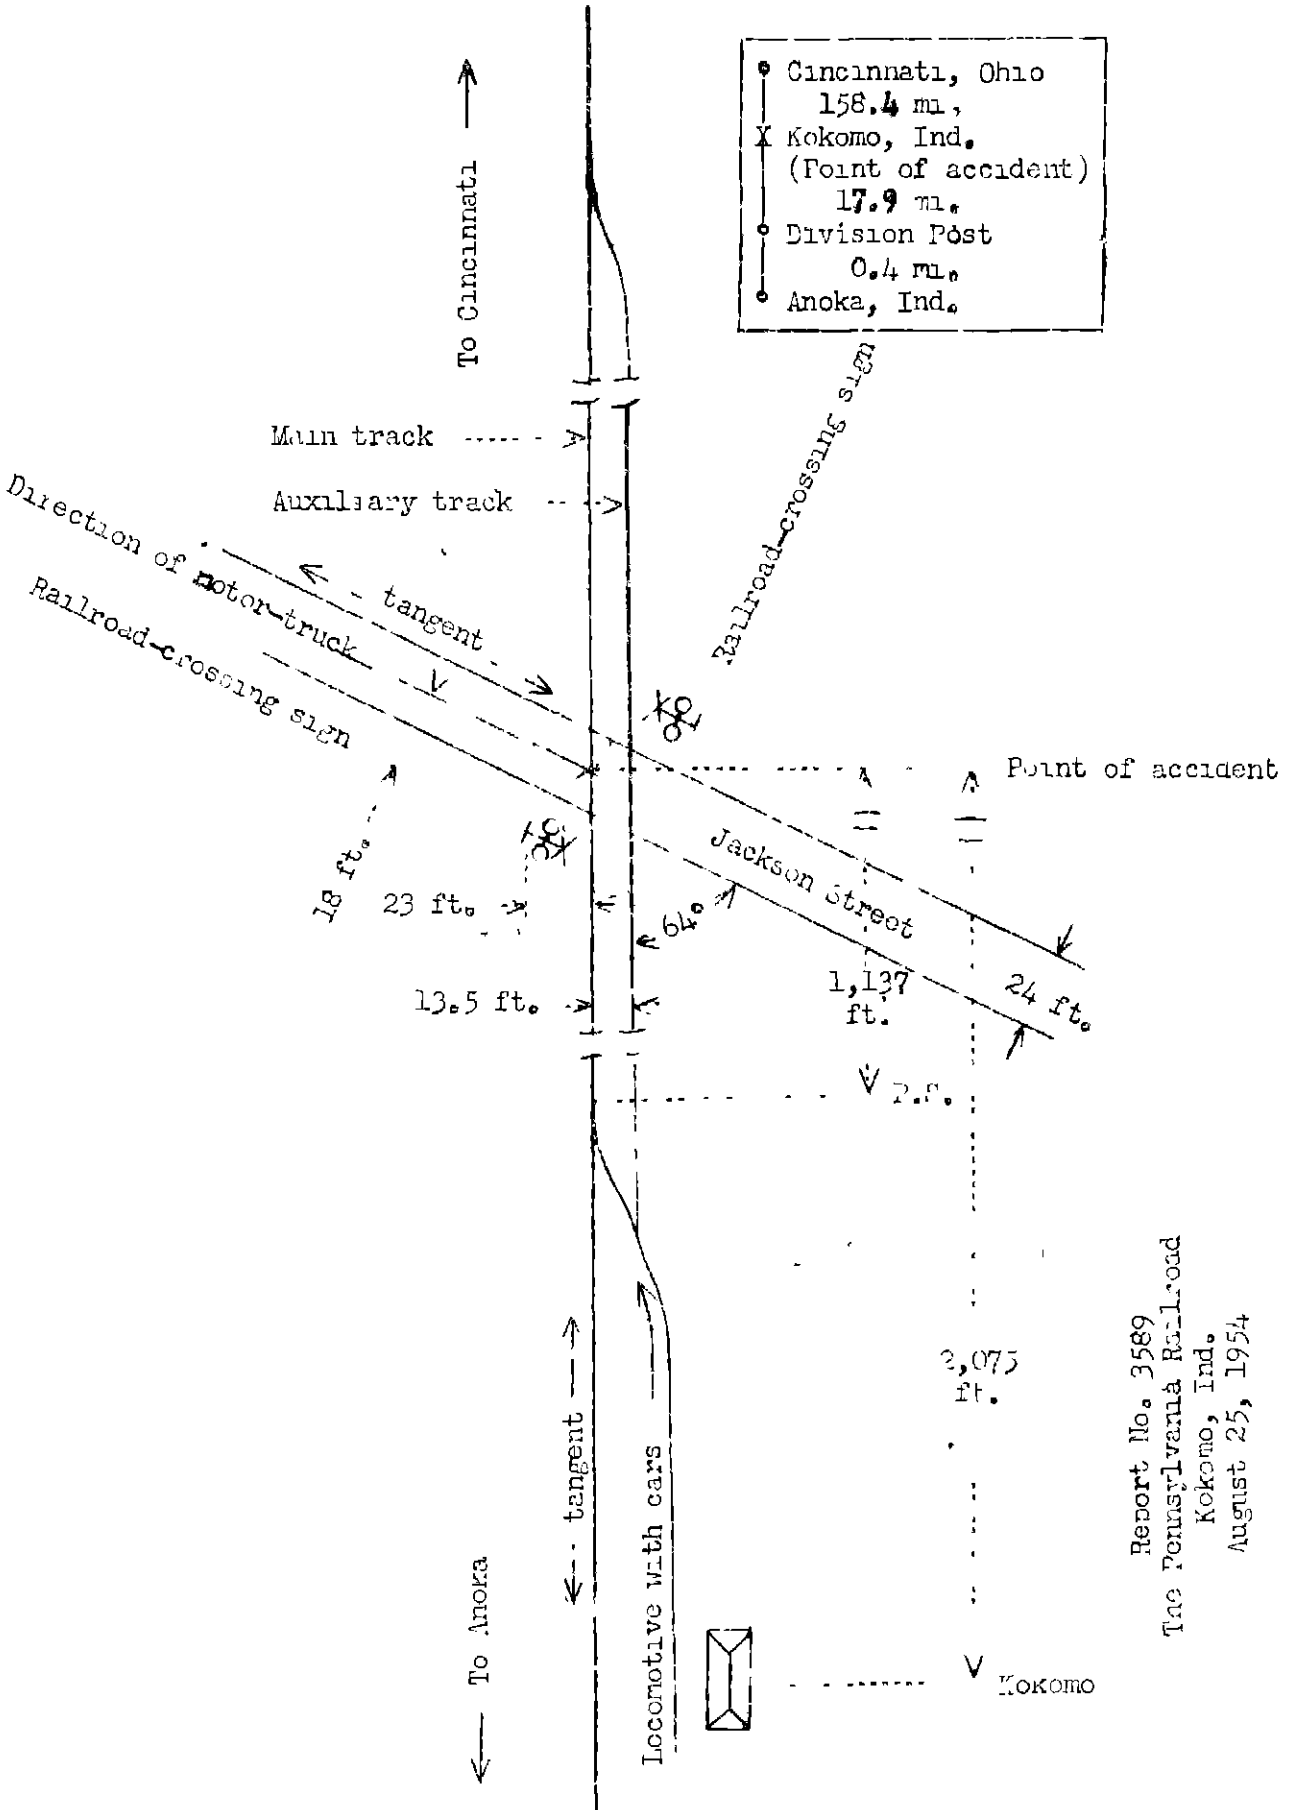 Cincinnati, Ohio
158.4 mi.
X Kokomo, Ind.
(Point of accident)
17.9 mi.
Division Post
0.4 mi.
Anoka, Ind.
To Cincinnati
Railroad-crossing sign
Main track
Auxiliary track
Direction of motor-truck
Railroad-crossing sign
tangent
Point of accident
Jackson Street
18 ft.
23 ft.
64°
13.5 ft.
1,137
ft.
24 ft.
ft.
tangent
Locomotive with cars
To Anoka
Kokomo
Report No. 3589
The Pennsylvania Railroad
Kokomo, Ind.
August 25, 1954